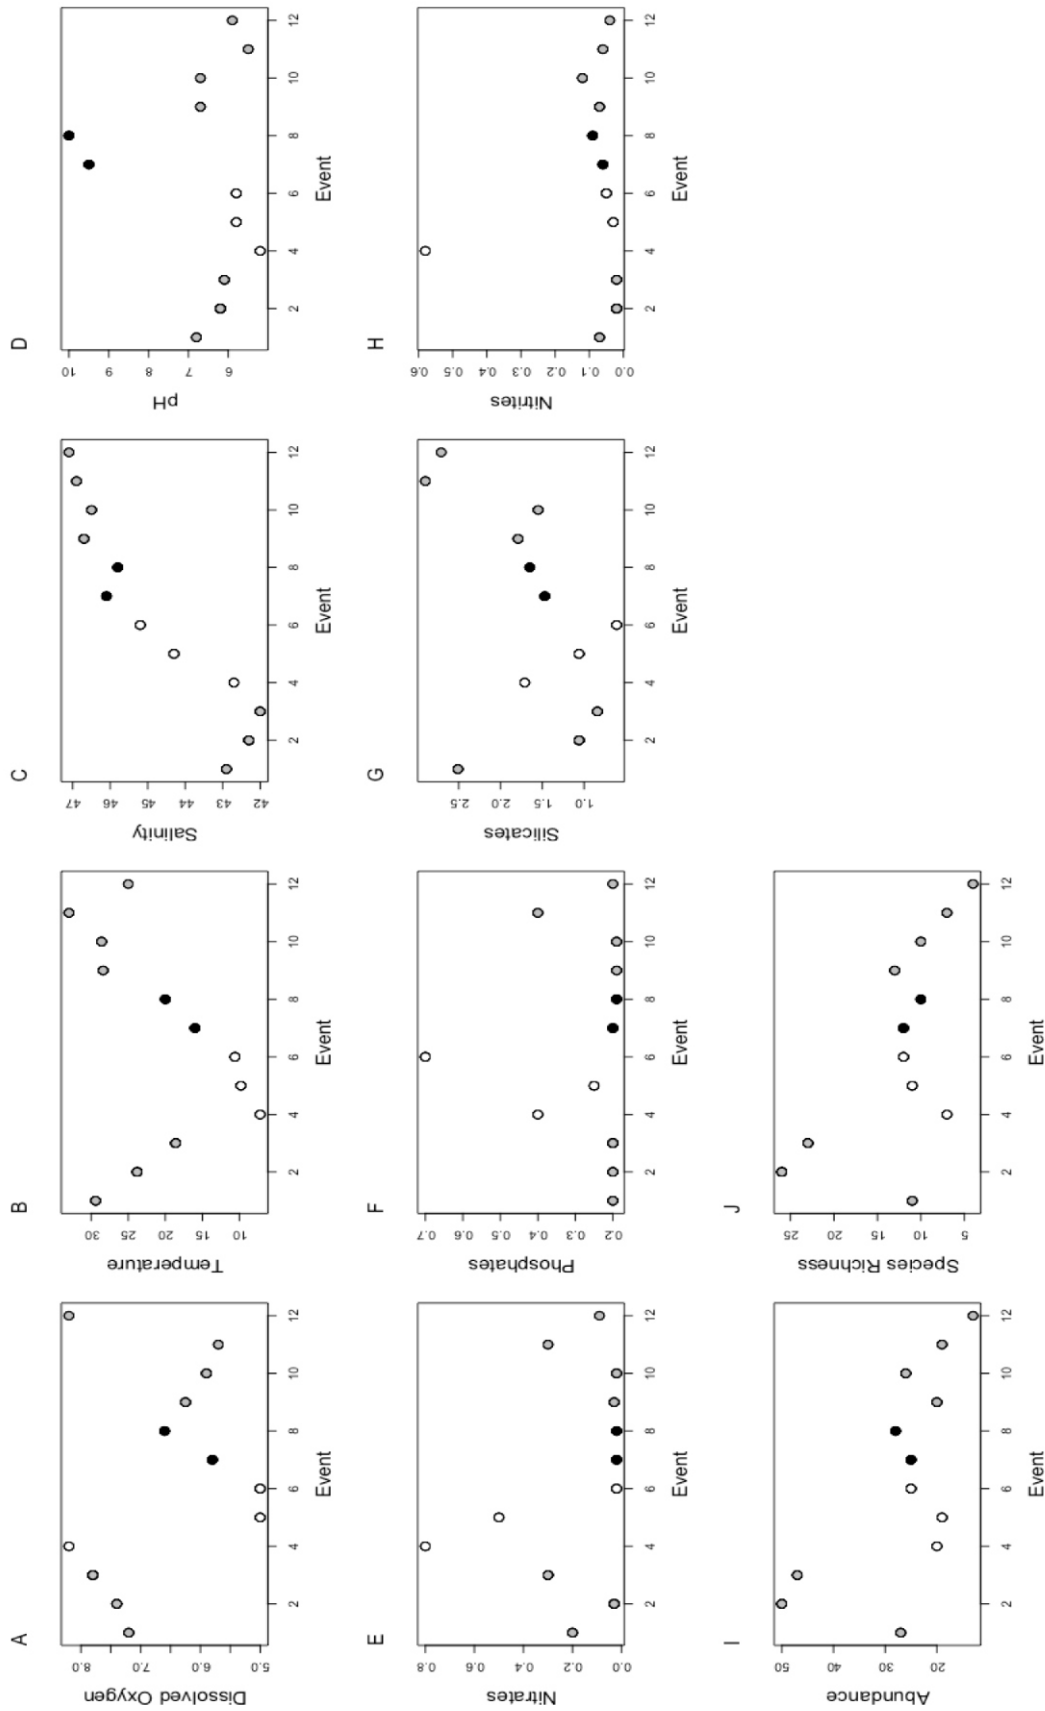 A
Dissolved Oxygen
8.0
7.0
6.0
5.0
2 4 6 8 10 12
Event
B
Temperature
30
25
20
15
10
2 4 6 8 10 12
Event
C
Salinity
47
46
45
44
43
42
2 4 6 8 10 12
Event
D
pH
10
9
8
7
6
2 4 6 8 10 12
Event
E
Nitrates
0.8
0.6
0.4
0.2
0.0
2 4 6 8 10 12
Event
F
Phosphates
0.7
0.6
0.5
0.4
0.3
0.2
2 4 6 8 10 12
Event
G
Silicates
2.5
2.0
1.5
1.0
2 4 6 8 10 12
Event
H
Nitrites
0.6
0.5
0.4
0.3
0.2
0.1
0.0
2 4 6 8 10 12
Event
I
Abundance
50
40
30
20
2 4 6 8 10 12
Event
J
Species Richness
25
20
15
10
5
2 4 6 8 10 12
Event